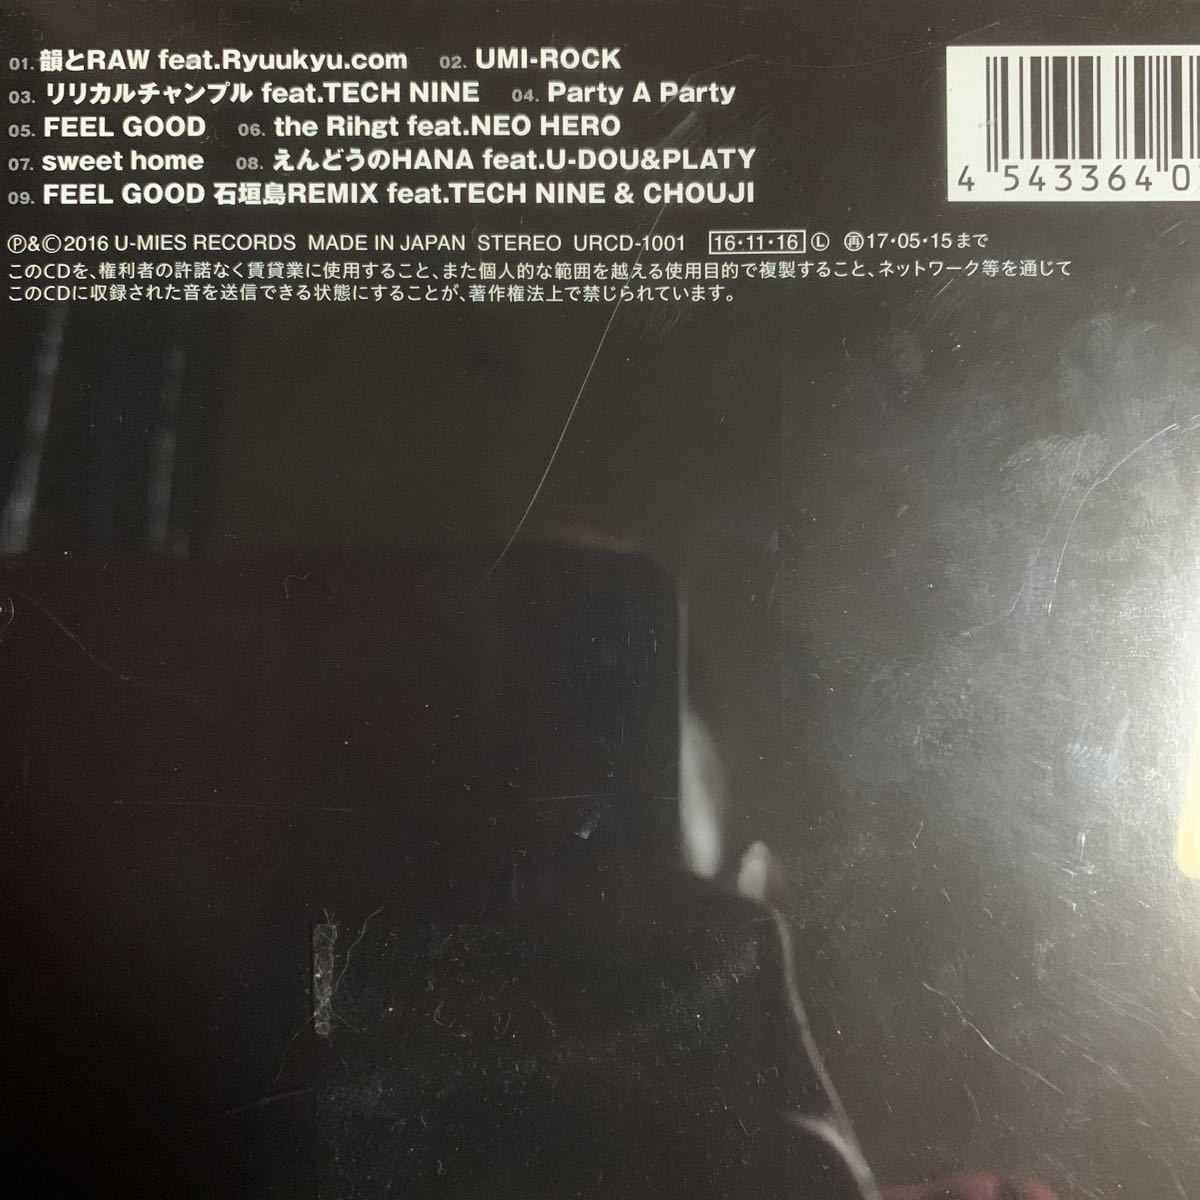 01. 韻とRAW feat.Ryuukyu.com 02. UMI-ROCK
03. リリカルチャンプル feat.TECH NINE 04. Party A Party
05. FEEL GOOD 06. the Rihgt feat.NEO HERO
07. sweet home 08. えんどうのHANA feat.U-DOU&PLATY
09. FEEL GOOD 石垣島REMIX feat.TECH NINE & CHOUJI
Ⓟ&Ⓒ2016 U-MIES RECORDS MADE IN JAPAN STEREO URCD-1001 16・11・16 Ⓛ 再17・05・15まで
このCDを、権利者の許諾なく賃貸業に使用すること、また個人的な範囲を越える使用目的で複製すること、ネットワーク等を通じて
このCDに収録された音を送信できる状態にすることが、著作権法上で禁じられています。
4 543364 0